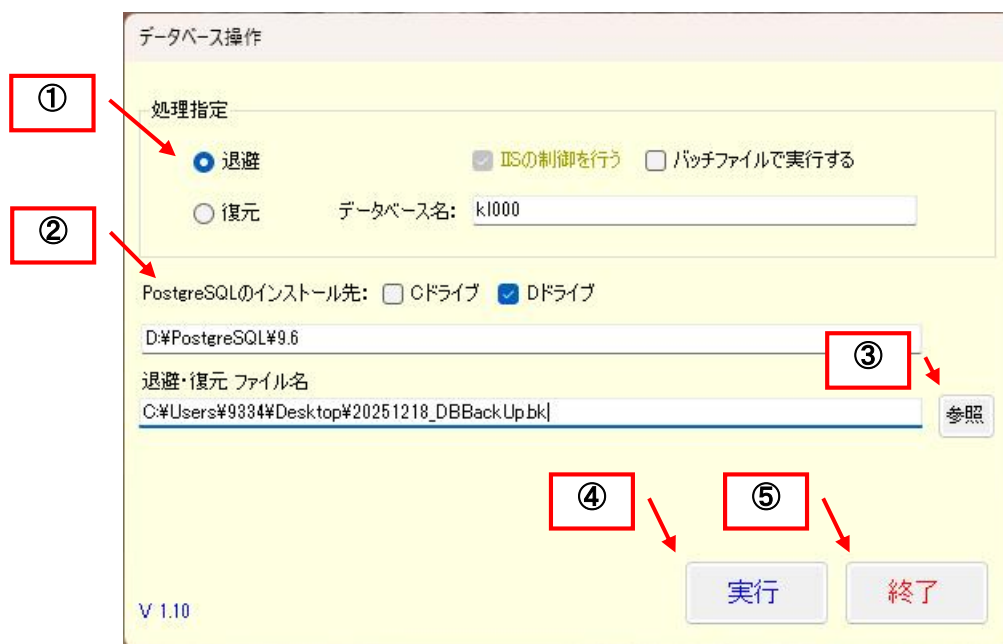 データベース操作
①
処理指定
退避 IISの制御を行う バッチファイルで実行する
復元 データベース名: kl000
②
PostgreSQLのインストール先: Cドライブ Dドライブ
D:¥PostgreSQL¥9.6
③
退避・復元 ファイル名
C:¥Users¥9334¥Desktop¥20251218_DBBackUp.bk
参照
④ ⑤
実行 終了
V 1.10